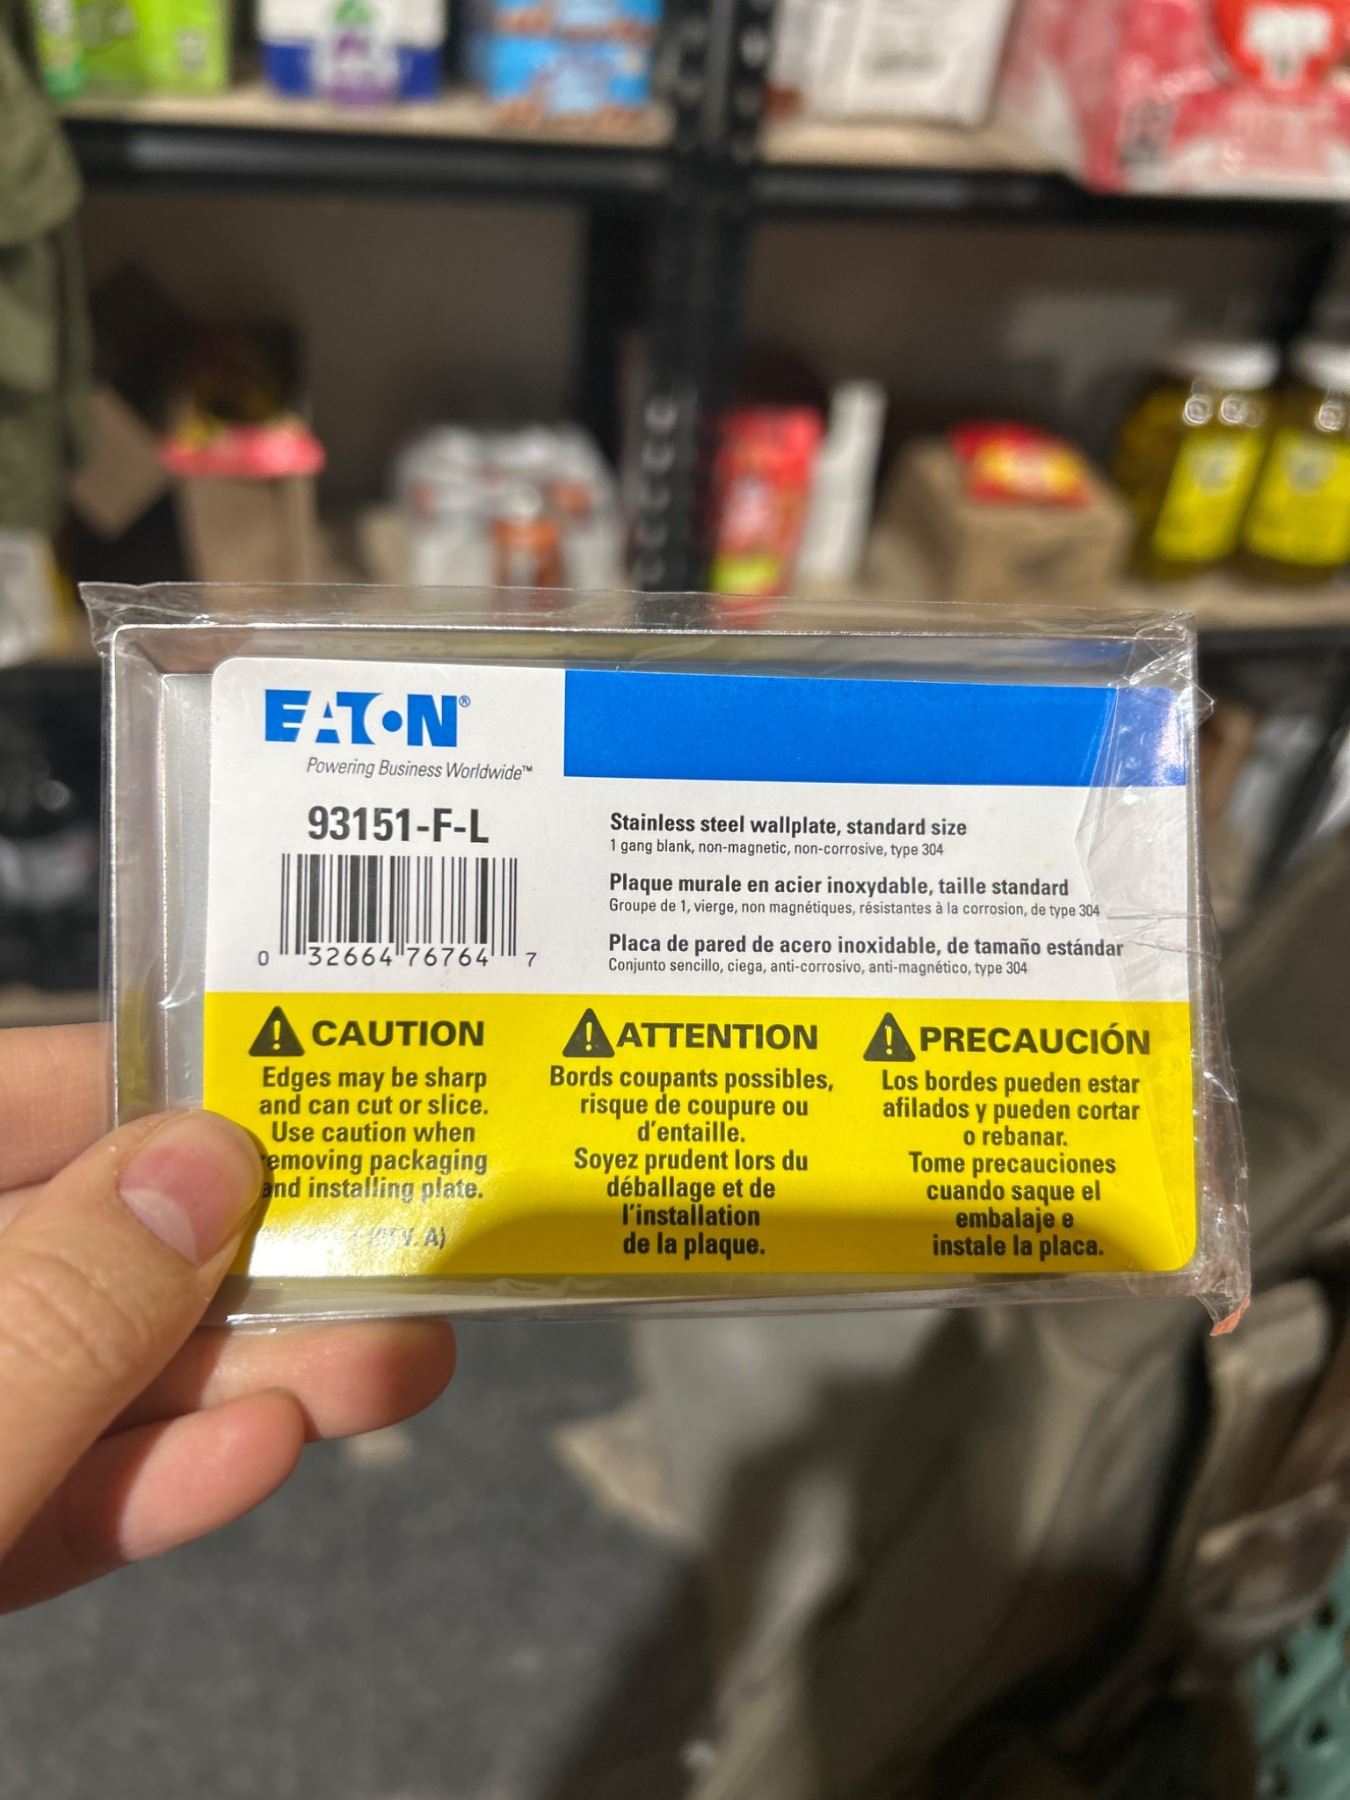 EATON®
Powering Business Worldwide™
93151-F-L
0 32664 76764 7
Stainless steel wallplate, standard size
1 gang blank, non-magnetic, non-corrosive, type 304
Plaque murale en acier inoxydable, taille standard
Groupe de 1, vierge, non magnétiques, résistantes à la corrosion, de type 304
Placa de pared de acero inoxidable, de tamaño estándar
Conjunto sencillo, ciega, anti-corrosivo, anti-magnético, type 304
CAUTION
Edges may be sharp
and can cut or slice.
Use caution when
emoving packaging
and installing plate.
A)
ATTENTION
Bords coupants possibles,
risque de coupure ou
d'entaille.
Soyez prudent lors du
déballage et de
l'installation
de la plaque.
PRECAUCIÓN
Los bordes pueden estar
afilados y pueden cortar
o rebanar.
Tome precauciones
cuando saque el
embalaje e
instale la placa.